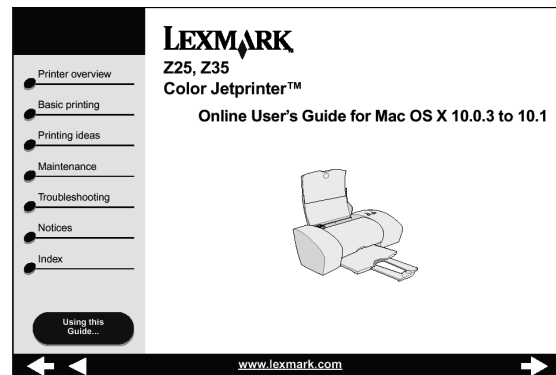 Printer overview
Basic printing
Printing ideas
Maintenance
Troubleshooting
Notices
Index
Using this
Guide...
LEXMARK
Z25, Z35
Color Jetprinter™
Online User's Guide for Mac OS X 10.0.3 to 10.1
www.lexmark.com